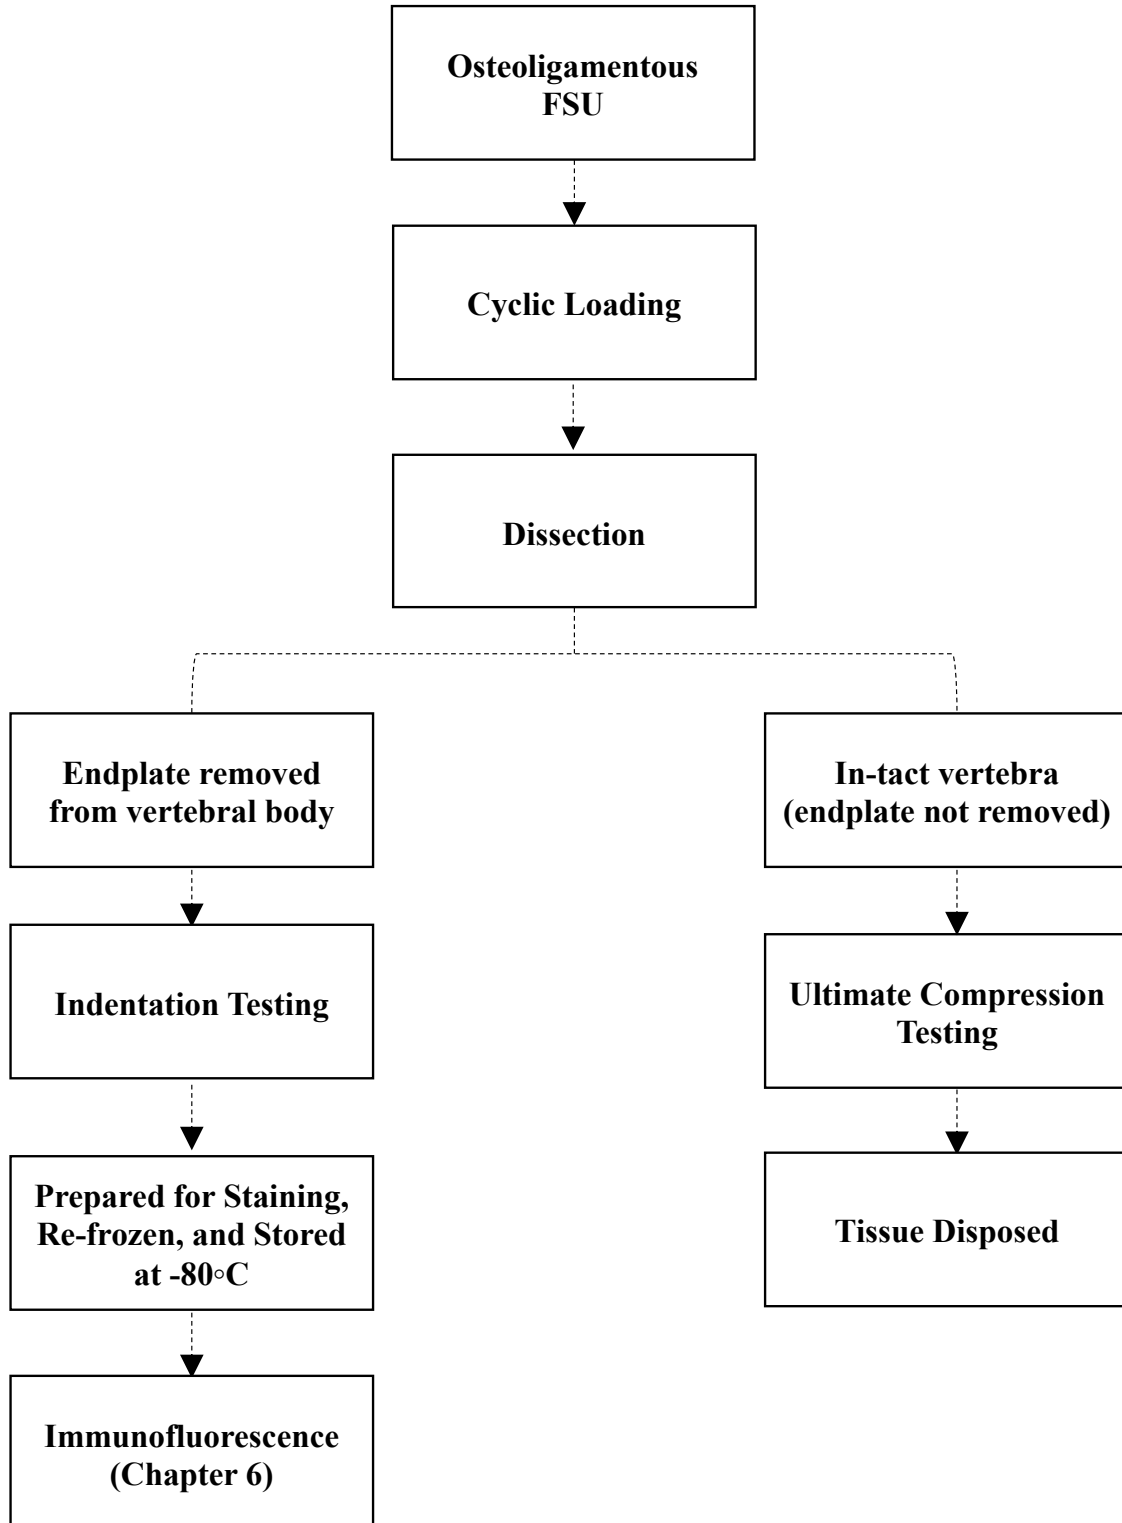 Osteoligamentous
FSU
Cyclic Loading
Dissection
Endplate removed
from vertebral body
In-tact vertebra
(endplate not removed)
Indentation Testing
Ultimate Compression
Testing
Prepared for Staining,
Re-frozen, and Stored
at -80◦C
Tissue Disposed
Immunofluorescence
(Chapter 6)